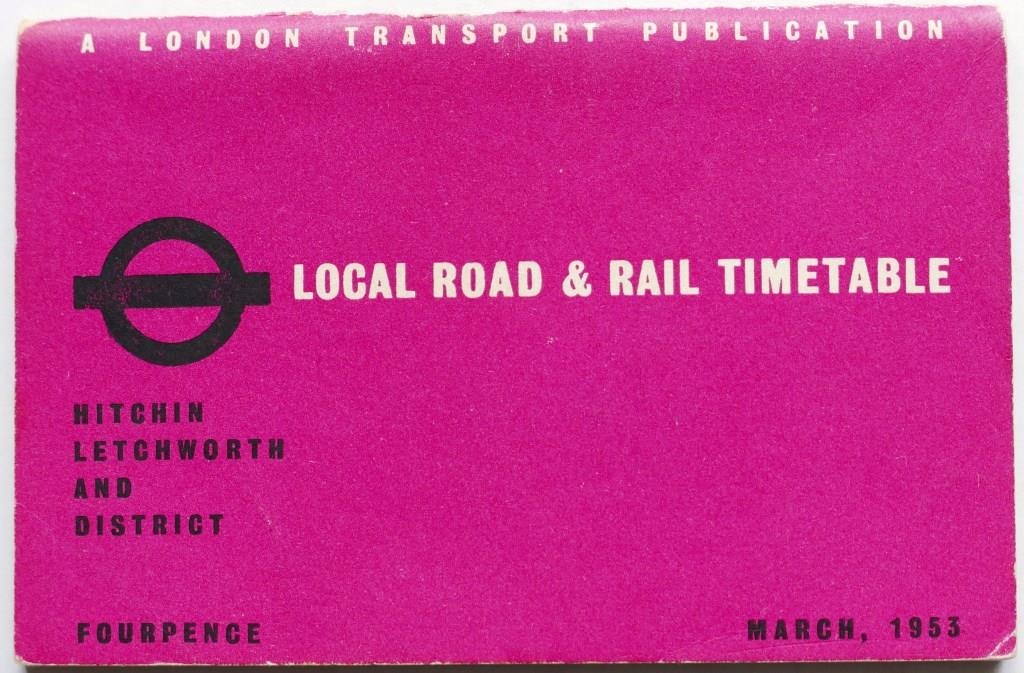 A LONDON TRANSPORT PUBLICATION
LOCAL ROAD & RAIL TIMETABLE
HITCHIN
LETCHWORTH
AND
DISTRICT
FOURPENCE
MARCH, 1953